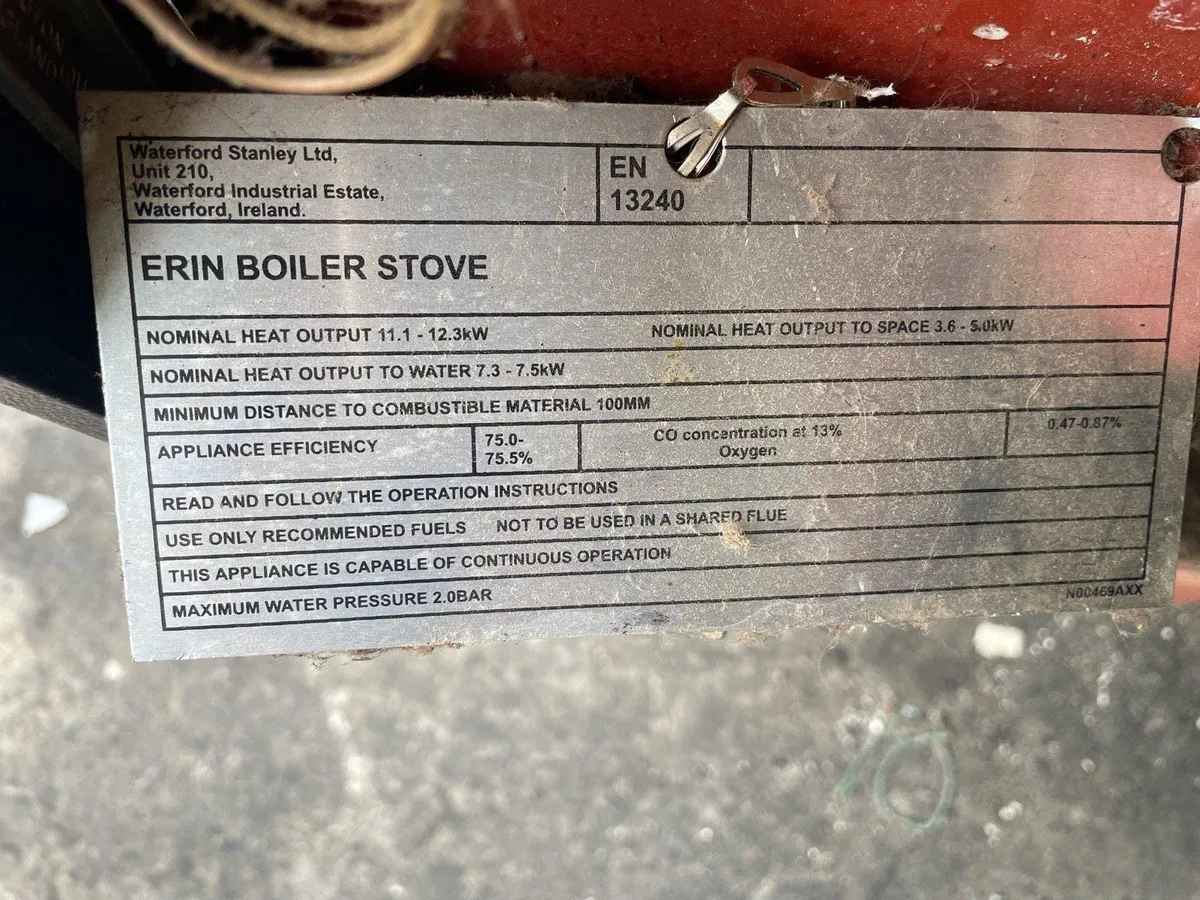 Waterford Stanley Ltd,
Unit 210,
Waterford Industrial Estate,
Waterford, Ireland.
EN
13240
ERIN BOILER STOVE
NOMINAL HEAT OUTPUT 11.1 - 12.3kW NOMINAL HEAT OUTPUT TO SPACE 3.6 - 5.0kW
NOMINAL HEAT OUTPUT TO WATER 7.3 - 7.5kW
MINIMUM DISTANCE TO COMBUSTIBLE MATERIAL 100MM
APPLIANCE EFFICIENCY
75.0-
75.5%
CO concentration at 13%
Oxygen
0.47-0.87%
READ AND FOLLOW THE OPERATION INSTRUCTIONS
USE ONLY RECOMMENDED FUELS NOT TO BE USED IN A SHARED FLUE
THIS APPLIANCE IS CAPABLE OF CONTINUOUS OPERATION
MAXIMUM WATER PRESSURE 2.0BAR
N00469AXX